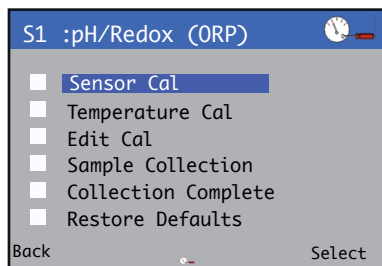 S1 :pH/Redox (ORP)
Sensor Cal
Temperature Cal
Edit Cal
Sample Collection
Collection Complete
Restore Defaults
Back Select